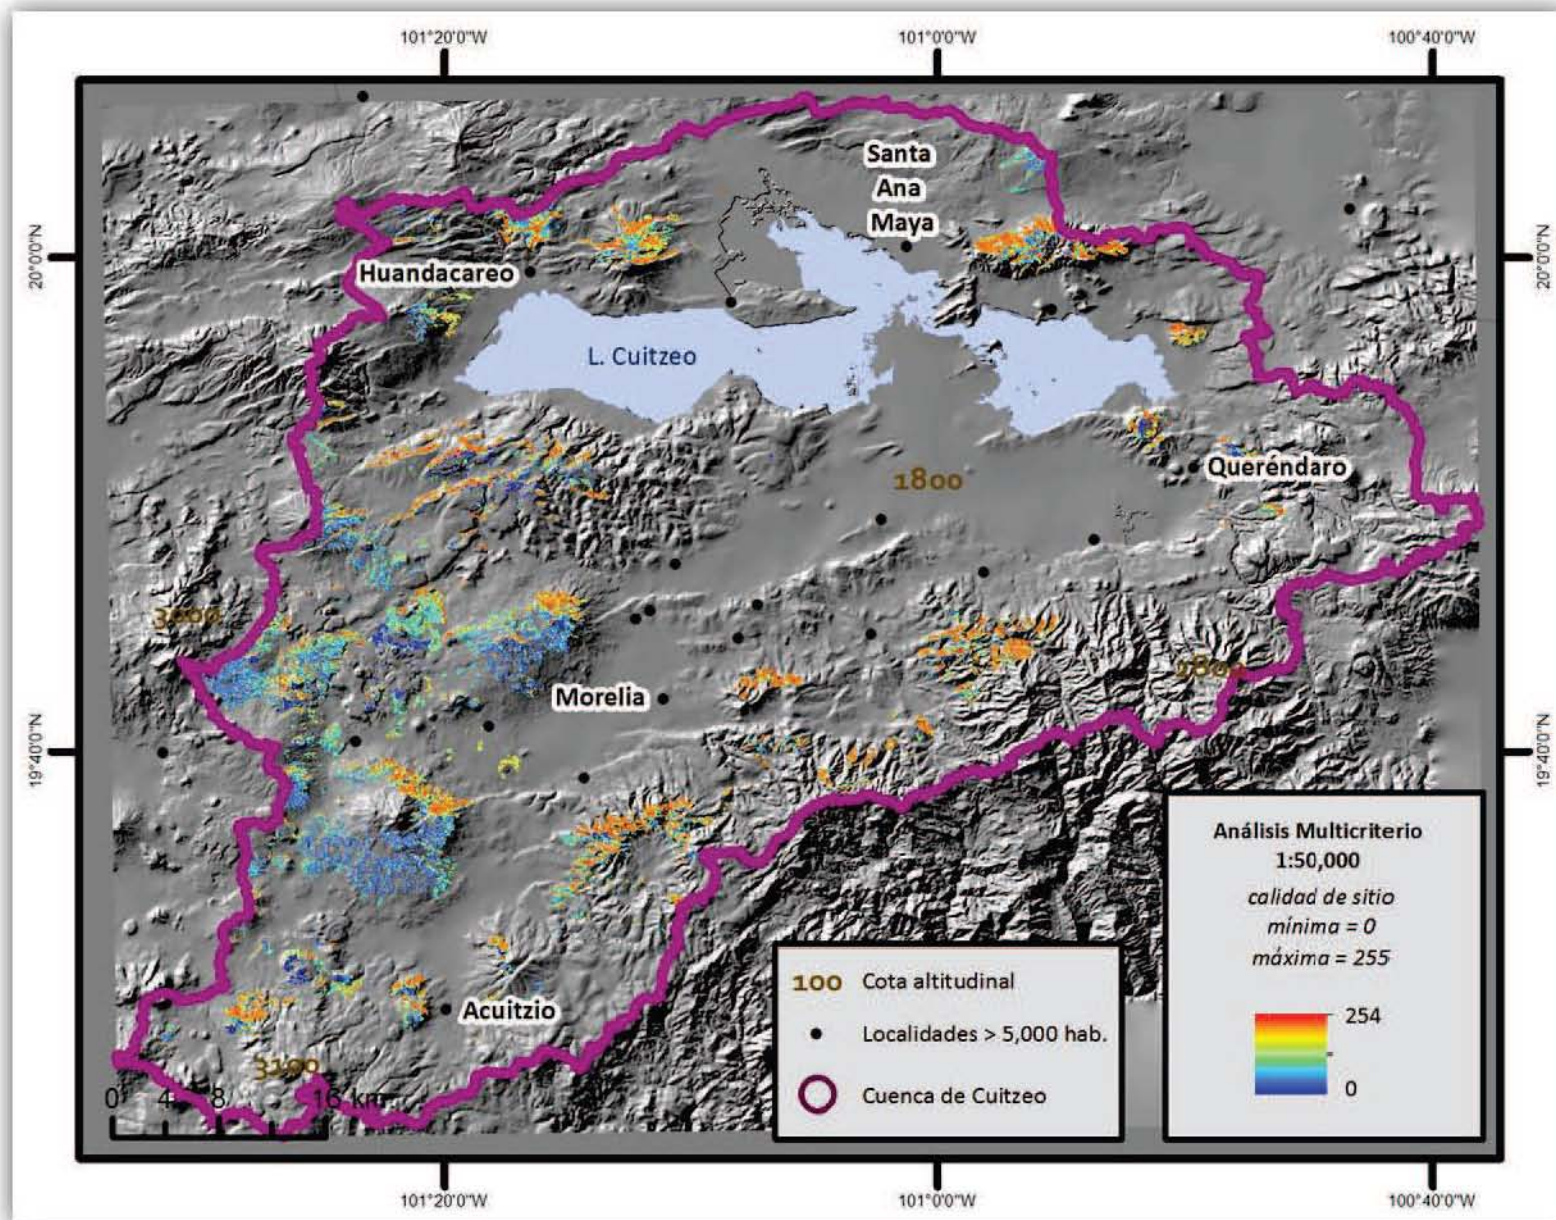 101°20'0"W
101°0'0"W
100°40'0"W
20°0'0"N
20°0'0"N
Santa
Ana
Maya
Huandacareo
L. Cuitzeo
1800
Queréndaro
3000
2800
Morelia
19°40'0"N
19°40'0"N
Acuitzio
3100
0 4 8 16 km
Análisis Multicriterio
1:50,000
calidad de sitio
mínima = 0
máxima = 255
254
0
100 Cota altitudinal
Localidades > 5,000 hab.
Cuenca de Cuitzeo
101°20'0"W
101°0'0"W
100°40'0"W